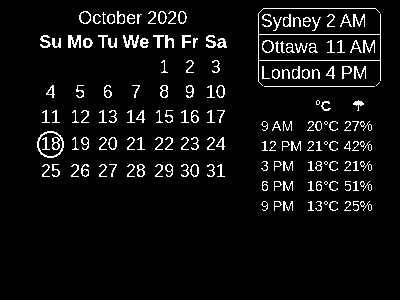 October 2020
Su Mo Tu We Th Fr Sa
1 2 3
4 5 6 7 8 9 10
11 12 13 14 15 16 17
18 19 20 21 22 23 24
25 26 27 28 29 30 31
Sydney 2 AM
Ottawa 11 AM
London 4 PM
°C ☂
9 AM 20°C 27%
12 PM 21°C 42%
3 PM 18°C 21%
6 PM 16°C 51%
9 PM 13°C 25%